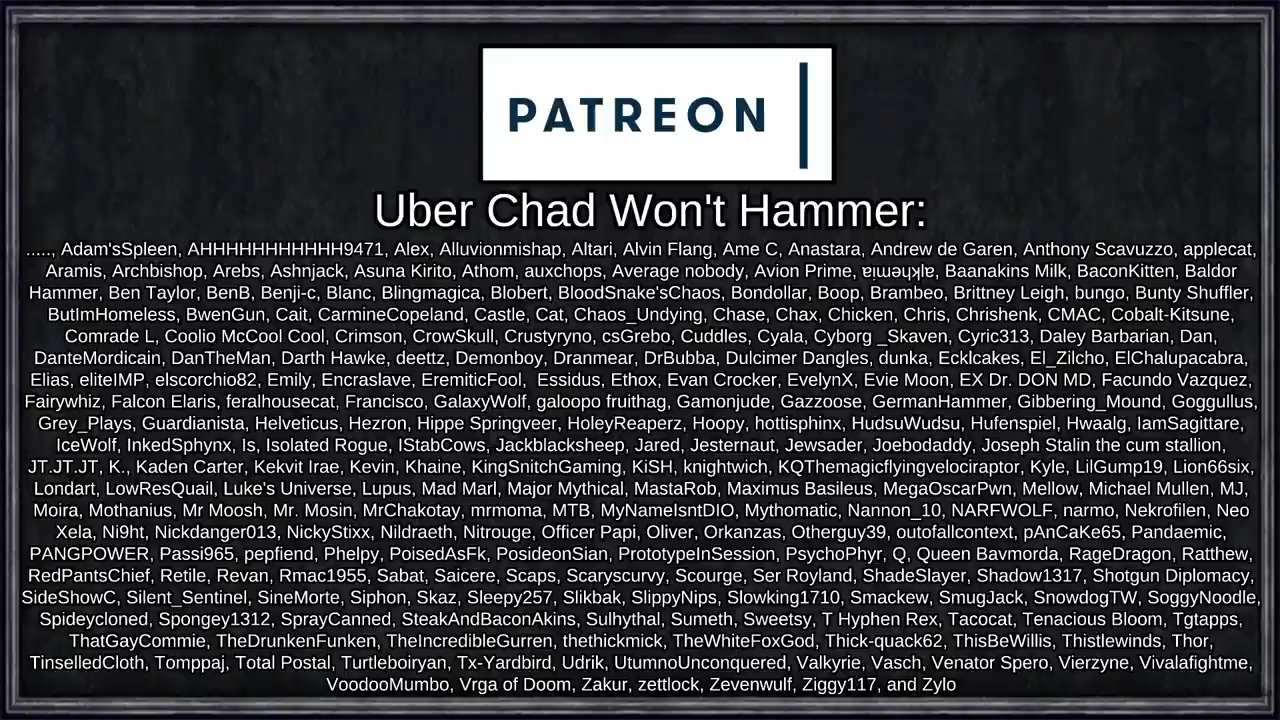 PATREON
Uber Chad Won't Hammer:
....., Adam'sSpleen, AHHHHHHHHHHH9471, Alex, Alluvionmishap, Altari, Alvin Flang, Ame C, Anastara, Andrew de Garen, Anthony Scavuzzo, applecat,
Aramis, Archbishop, Arebs, Ashnjack, Asuna Kirito, Athom, auxchops, Average nobody, Avion Prime, Baanakins Milk, BaconKitten, Baldor
Hammer, Ben Taylor, BenB, Benji-c, Blanc, Blingmagica, Blobert, BloodSnake'sChaos, Bondollar, Boop, Brambeo, Brittney Leigh, bungo, Bunty Shuffler,
ButImHomeless, BwenGun, Cait, CarmineCopeland, Castle, Cat, Chaos_Undying, Chase, Chax, Chicken, Chris, Chrishenk, CMAC, Cobalt-Kitsune,
Comrade L, Coolio McCool Cool, Crimson, CrowSkull, Crustyryno, csGrebo, Cuddles, Cyala, Cyborg _Skaven, Cyric313, Daley Barbarian, Dan,
DanteMordicain, DanTheMan, Darth Hawke, deettz, Demonboy, Dranmear, DrBubba, Dulcimer Dangles, dunka, Ecklcakes, El_Zilcho, ElChalupacabra,
Elias, eliteIMP, elscorchio82, Emily, Encraslave, EremiticFool, Essidus, Ethox, Evan Crocker, EvelynX, Evie Moon, EX Dr. DON MD, Facundo Vazquez,
Fairywhiz, Falcon Elaris, feralhousecat, Francisco, GalaxyWolf, galoopo fruithag, Gamonjude, Gazzoose, GermanHammer, Gibbering_Mound, Goggullus,
Grey_Plays, Guardianista, Helveticus, Hezron, Hippe Springveer, HoleyReaperz, Hoopy, hottisphinx, HudsuWudsu, Hufenspiel, Hwaalg, IamSagittare,
IceWolf, InkedSphynx, Is, Isolated Rogue, IStabCows, Jackblacksheep, Jared, Jesternaut, Jewsader, Joebodaddy, Joseph Stalin the cum stallion,
JT.JT.JT, K., Kaden Carter, Kekvit Irae, Kevin, Khaine, KingSnitchGaming, KiSH, knightwich, KQThemagicflyingvelociraptor, Kyle, LilGump19, Lion66six,
Londart, LowResQuail, Luke's Universe, Lupus, Mad Marl, Major Mythical, MastaRob, Maximus Basileus, MegaOscarPwn, Mellow, Michael Mullen, MJ,
Moira, Mothanius, Mr Moosh, Mr. Mosin, MrChakotay, mrmoma, MTB, MyNameIsntDIO, Mythomatic, Nannon_10, NARFWOLF, narmo, Nekrofilen, Neo
Xela, Ni9ht, Nickdanger013, NickyStixx, Nildraeth, Nitrouge, Officer Papi, Oliver, Orkanzas, Otherguy39, outofallcontext, pAnCaKe65, Pandaemic,
PANGPOWER, Passi965, pepfiend, Phelpy, PoisedAsFk, PosideonSian, PrototypeInSession, PsychoPhyr, Q, Queen Bavmorda, RageDragon, Ratthew,
RedPantsChief, Retile, Revan, Rmac1955, Sabat, Saicere, Scaps, Scaryscurvy, Scourge, Ser Royland, ShadeSlayer, Shadow1317, Shotgun Diplomacy,
SideShowC, Silent_Sentinel, SineMorte, Siphon, Skaz, Sleepy257, Slikbak, SlippyNips, Slowking1710, Smackew, SmugJack, SnowdogTW, SoggyNoodle,
Spideycloned, Spongey1312, SprayCanned, SteakAndBaconAkins, Sulhythal, Sumeth, Sweetsy, T Hyphen Rex, Tacocat, Tenacious Bloom, Tgtapps,
ThatGayCommie, TheDrunkenFunken, TheIncredibleGurren, thethickmick, TheWhiteFoxGod, Thick-quack62, ThisBeWillis, Thistlewinds, Thor,
TinselledCloth, Tomppaj, Total Postal, Turtleboiryan, Tx-Yardbird, Udrik, UtumnoUnconquered, Valkyrie, Vasch, Venator Spero, Vierzyne, Vivalafightme,
VoodooMumbo, Vrga of Doom, Zakur, zettlock, Zevenwulf, Ziggy117, and Zylo